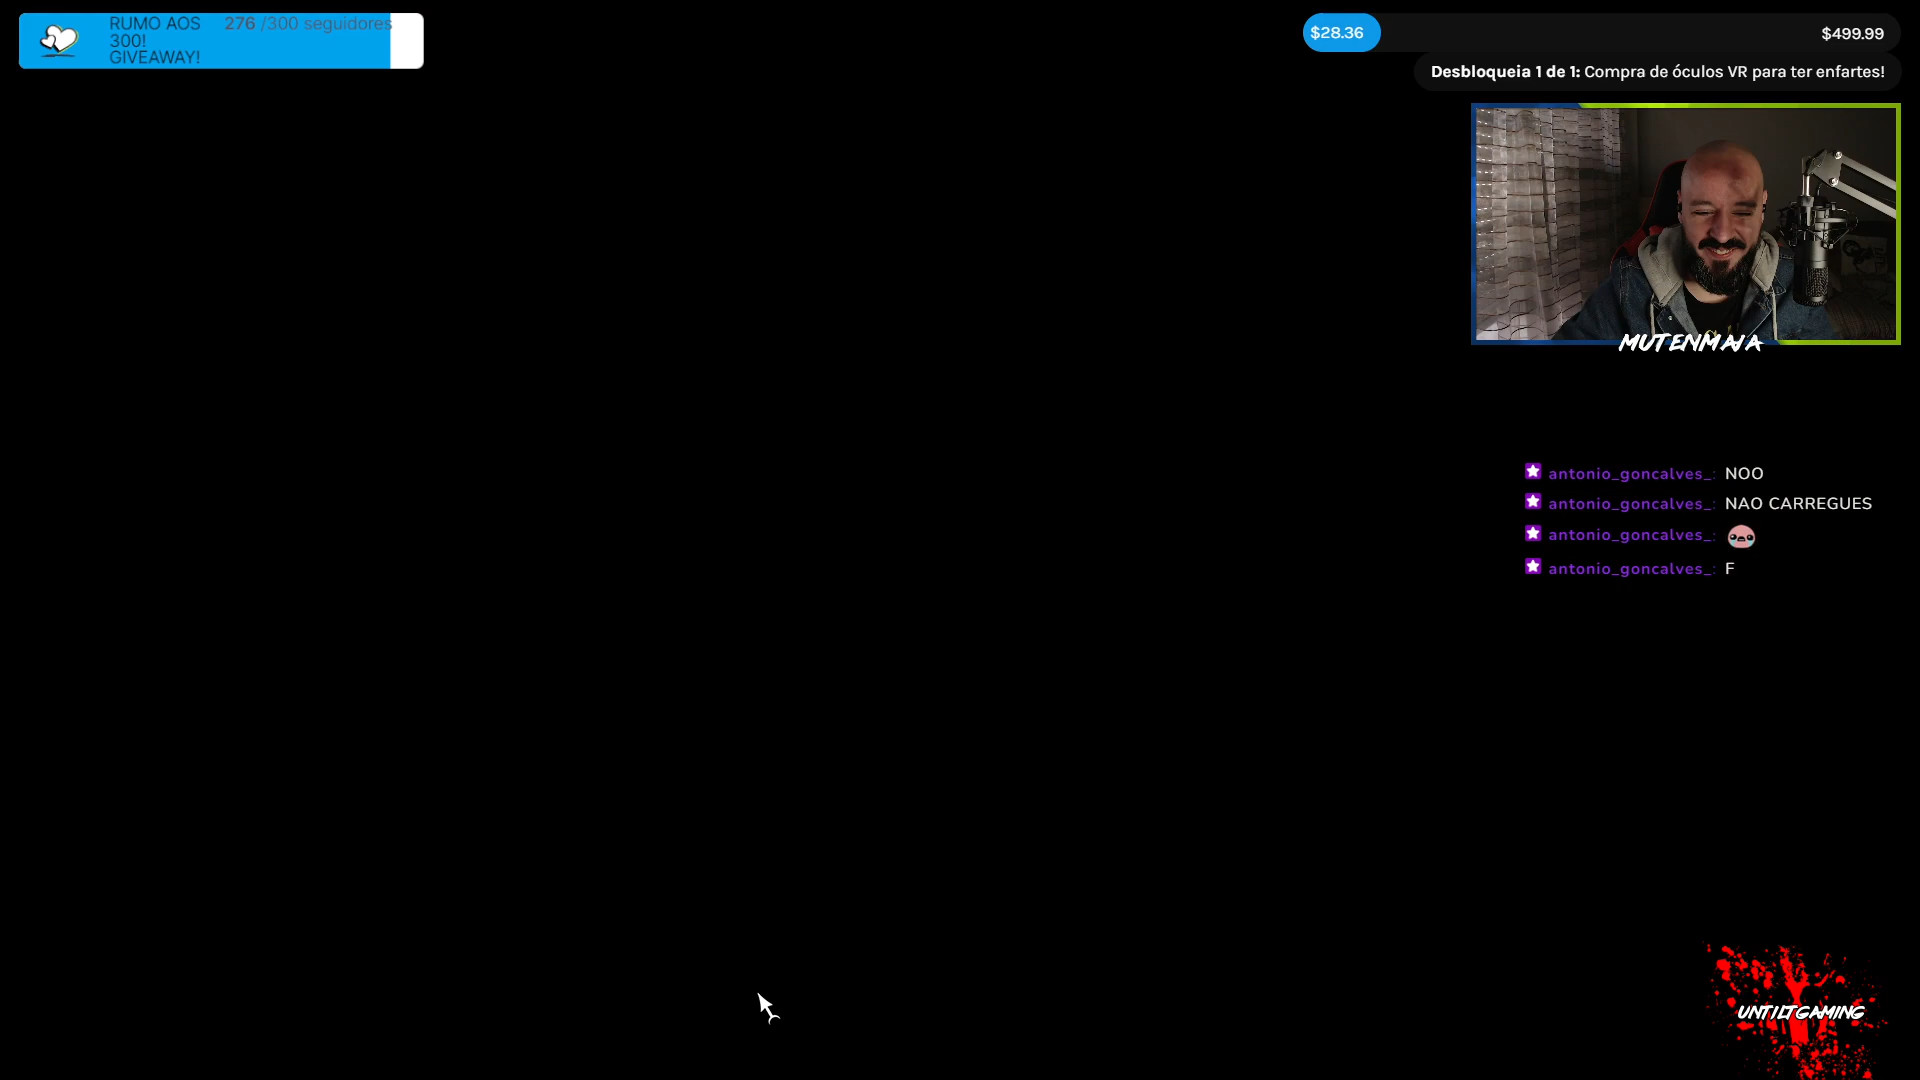 RUMO AOS 300! GIVEAWAY!
276 /300 seguidores
$28.36
$499.99
Desbloqueia 1 de 1: Compra de óculos VR para ter enfartes!
MUTENMAIA
antonio_goncalves_: NOO
antonio_goncalves_: NAO CARREGUES
antonio_goncalves_:
antonio_goncalves_: F
UNTILTGAMING